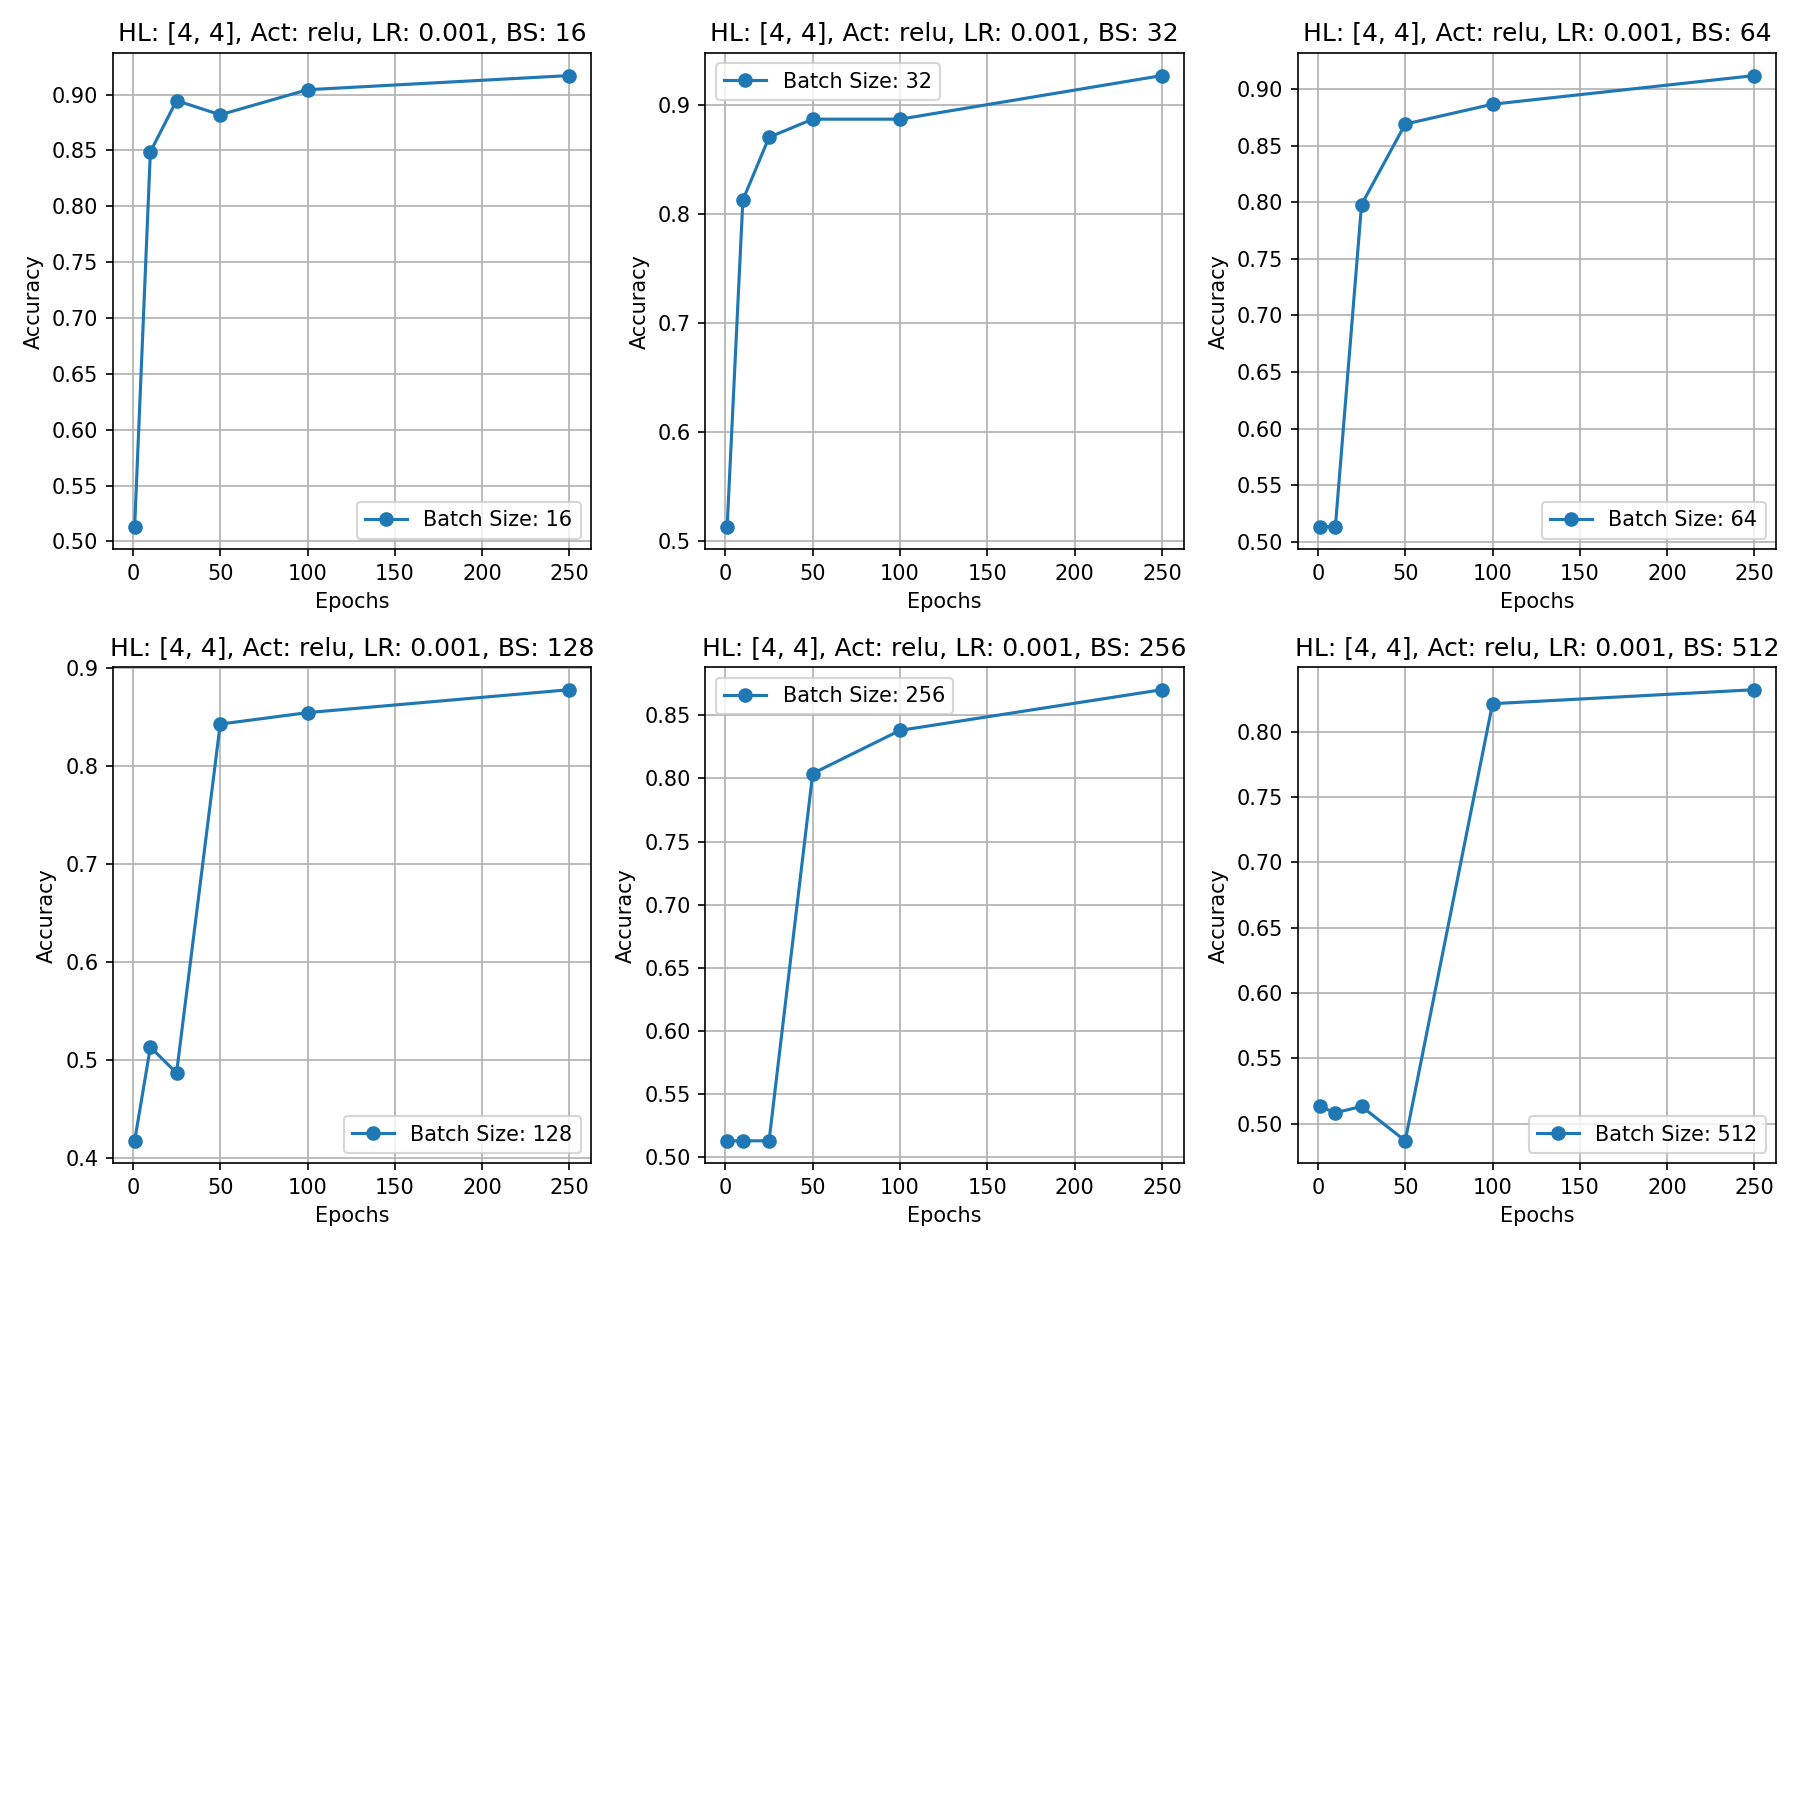 HL: [4, 4], Act: relu, LR: 0.001, BS: 16
0.90
0.85
0.80
0.75
0.70
0.65
0.60
0.55
0.50
Accuracy
Batch Size: 16
0 50 100 150 200 250
Epochs
HL: [4, 4], Act: relu, LR: 0.001, BS: 32
Batch Size: 32
0.9
0.8
0.7
0.6
0.5
Accuracy
0 50 100 150 200 250
Epochs
HL: [4, 4], Act: relu, LR: 0.001, BS: 64
0.90
0.85
0.80
0.75
0.70
0.65
0.60
0.55
0.50
Accuracy
Batch Size: 64
0 50 100 150 200 250
Epochs
HL: [4, 4], Act: relu, LR: 0.001, BS: 128
0.9
0.8
0.7
0.6
0.5
0.4
Accuracy
Batch Size: 128
0 50 100 150 200 250
Epochs
HL: [4, 4], Act: relu, LR: 0.001, BS: 256
Batch Size: 256
0.85
0.80
0.75
0.70
0.65
0.60
0.55
0.50
Accuracy
0 50 100 150 200 250
Epochs
HL: [4, 4], Act: relu, LR: 0.001, BS: 512
0.80
0.75
0.70
0.65
0.60
0.55
0.50
Accuracy
Batch Size: 512
0 50 100 150 200 250
Epochs